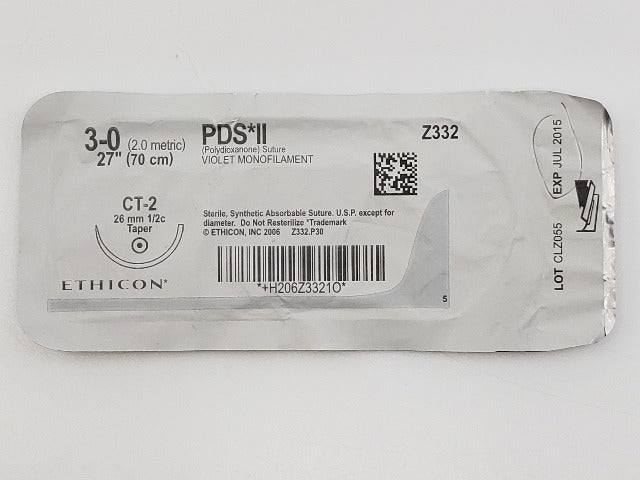 3-0 (2.0 metric)
27" (70 cm)
PDS*II
(Polydioxanone) Suture
VIOLET MONOFILAMENT
Z332
CT-2
26 mm 1/2c
Taper
ETHICON*
Sterile, Synthetic Absorbable Suture. U.S.P. except for
diameter. Do Not Resterilize *Trademark
© ETHICON, INC 2006 Z332.P30
*+H206Z3321O*
5
LOT CLZ055
EXP JUL 2015